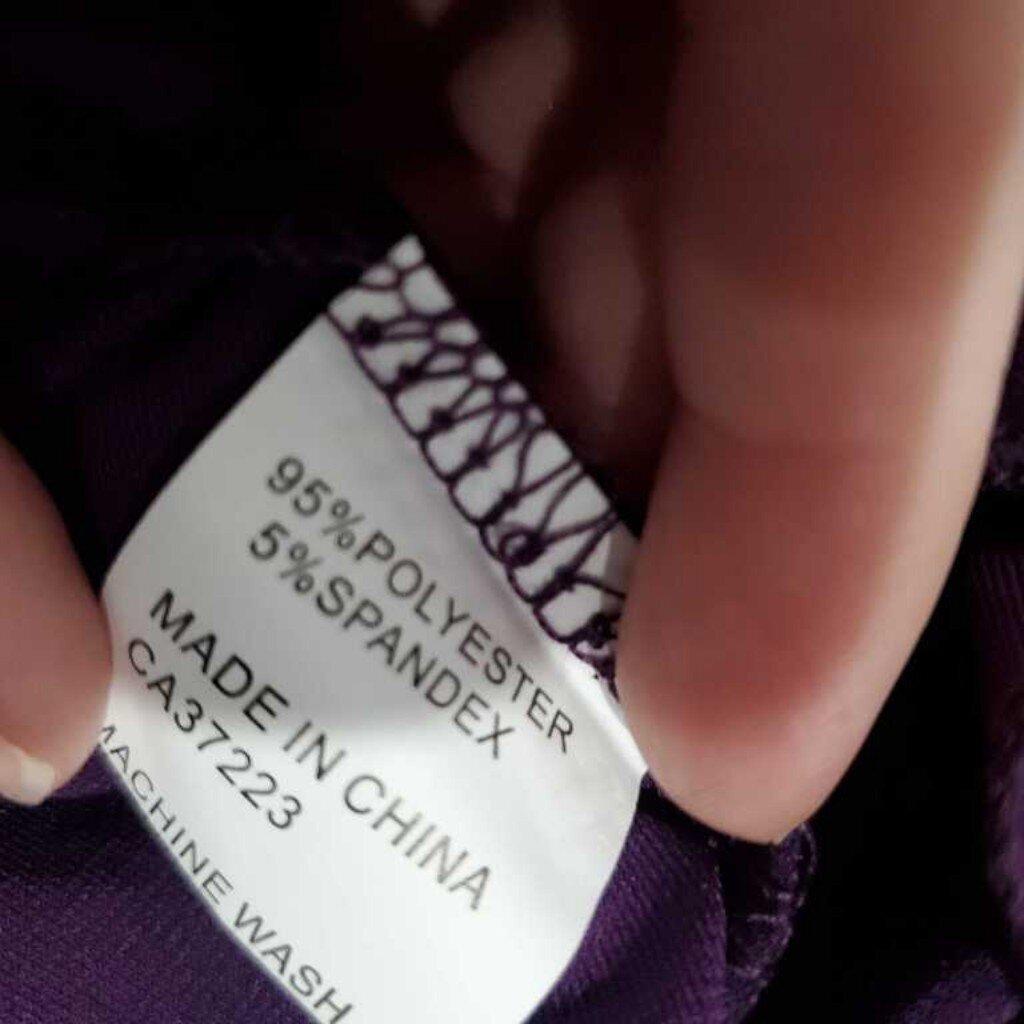 95%POLYESTER
5%SPANDEX
MADE IN CHINA
CA37223
MACHINE WASH